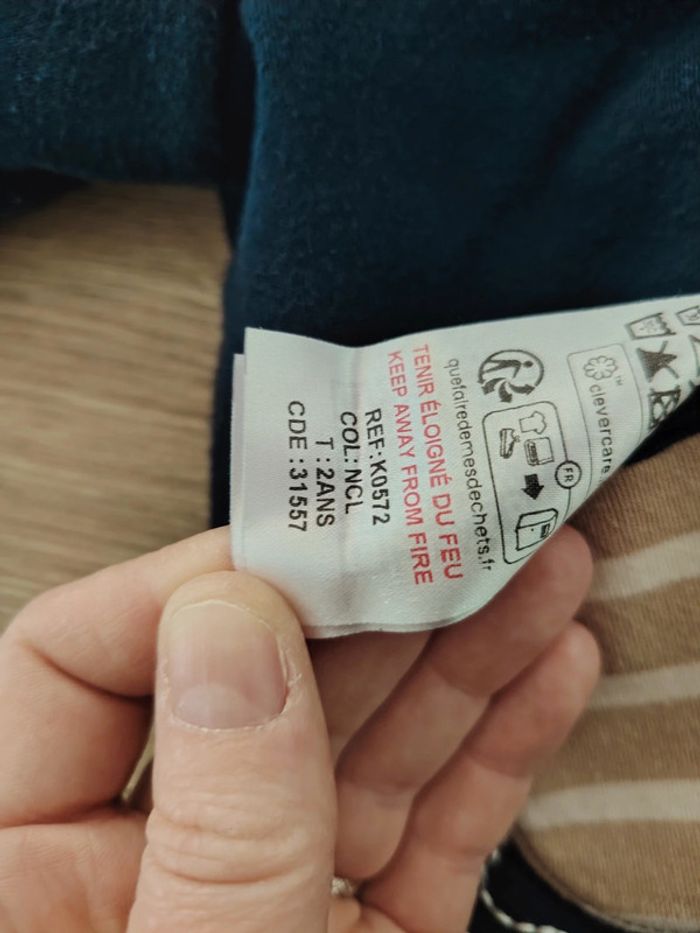 clevercare
FR
quefairedemesdechets.fr
TENIR ÉLOIGNÉ DU FEU
KEEP AWAY FROM FIRE
REF:K0572
COL:NCL
T :2ANS
CDE :31557